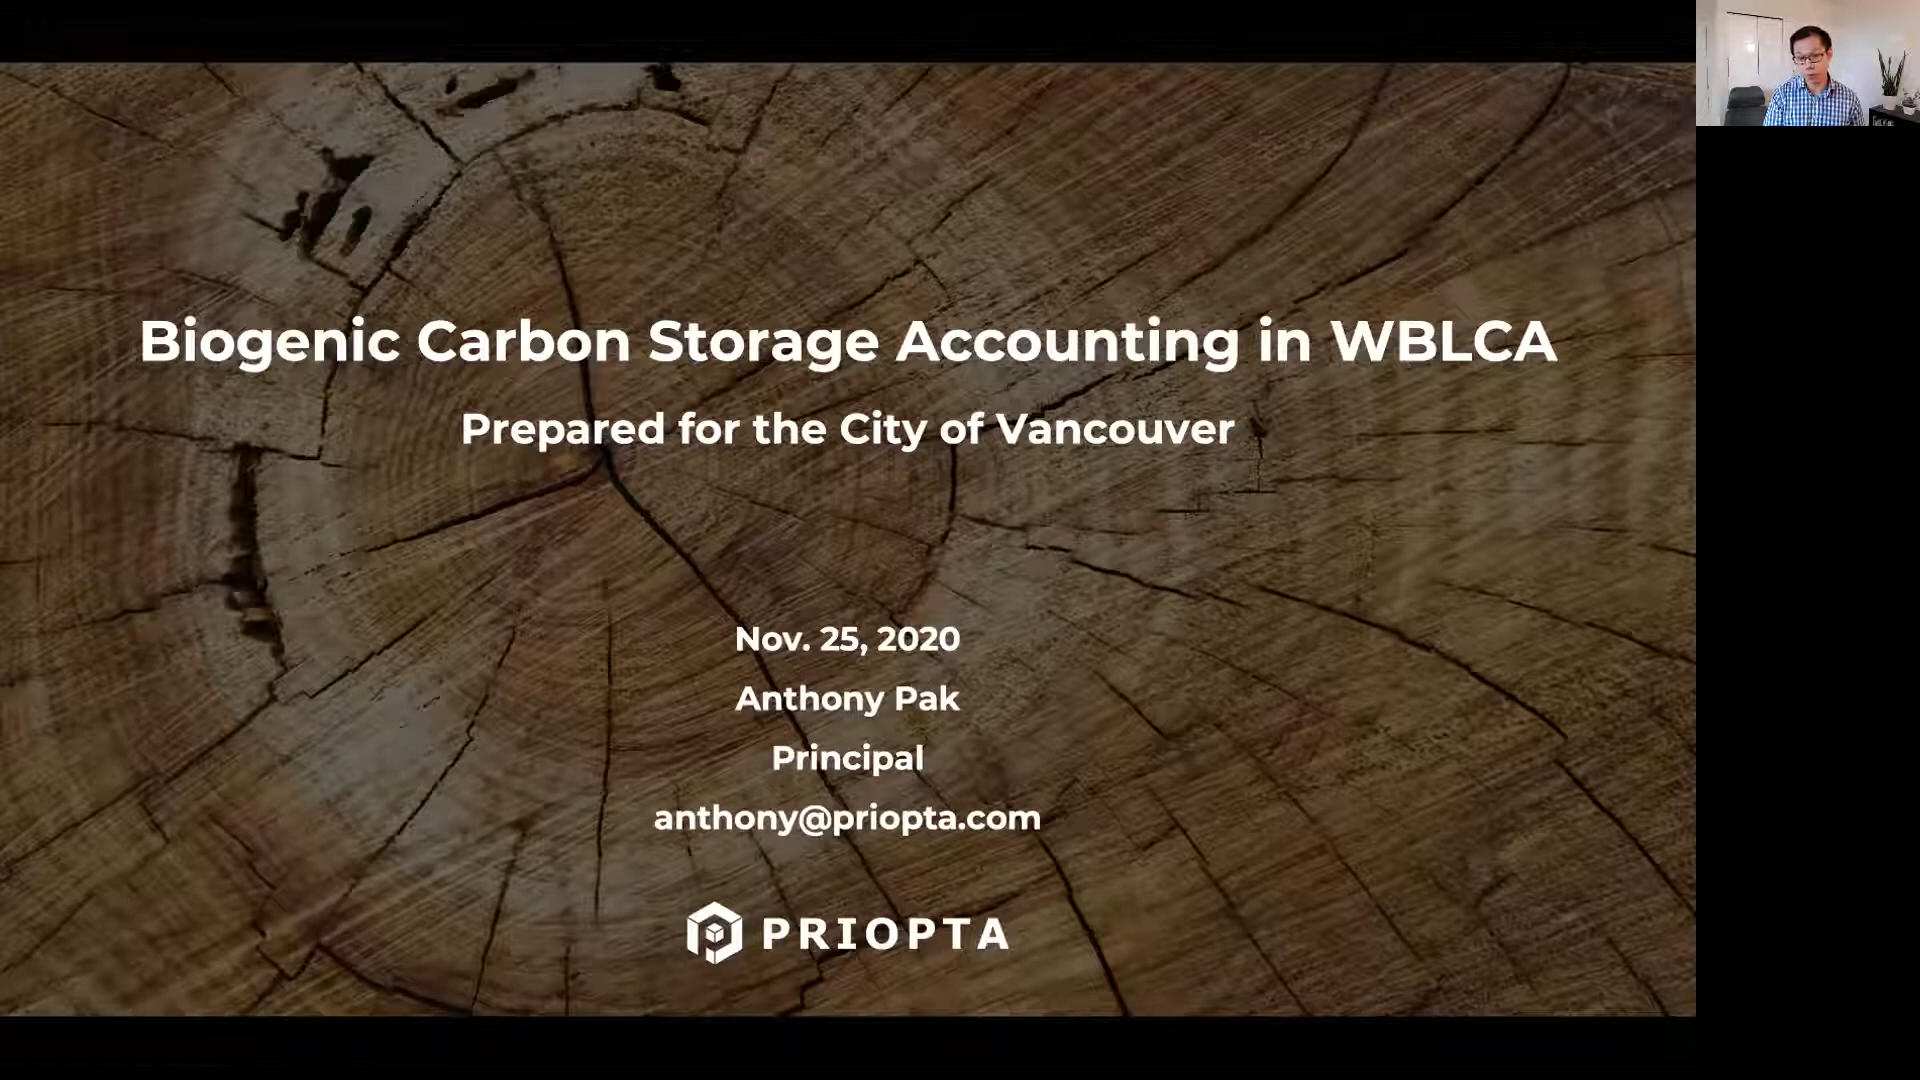 Biogenic Carbon Storage Accounting in WBLCA
Prepared for the City of Vancouver
Nov. 25, 2020
Anthony Pak
Principal
anthony@priopta.com
PRIOPTA